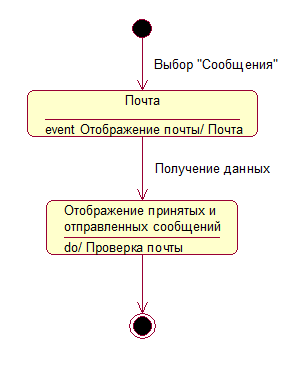 Выбор "Сообщения"
Почта
event Отображение почты/ Почта
Получение данных
Отображение принятых и
отправленных сообщений
do/ Проверка почты